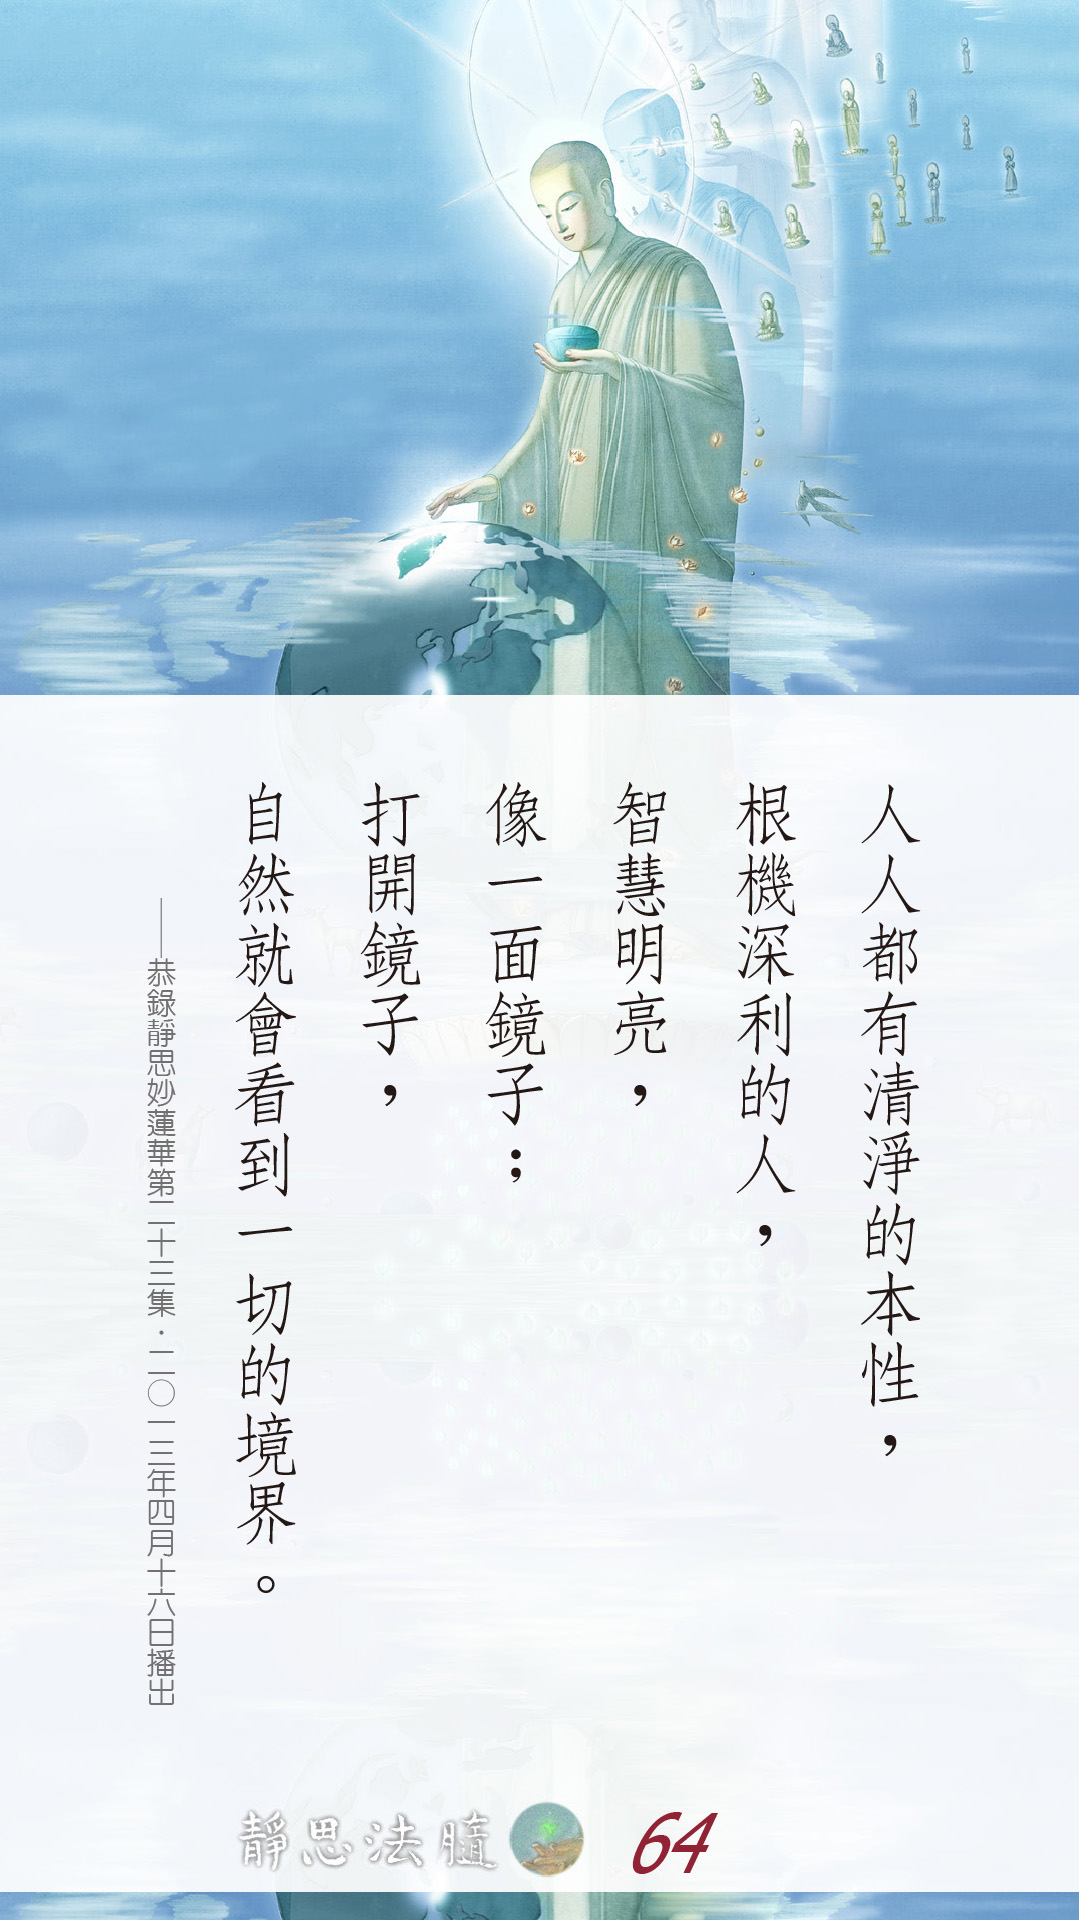 人人都有清淨的本性，
根機深利的人，
智慧明亮，
像一面鏡子；
打開鏡子，
自然就會看到一切的境界。
——恭錄靜思妙蓮華第二十三集．二〇一三年四月十六日播出
靜思法髓
64